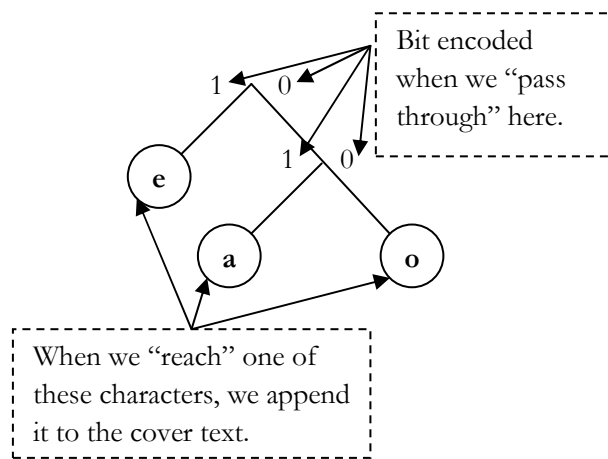 Bit encoded
when we “pass
through” here.
1 0
1 0
e
a o
When we “reach” one of
these characters, we append
it to the cover text.